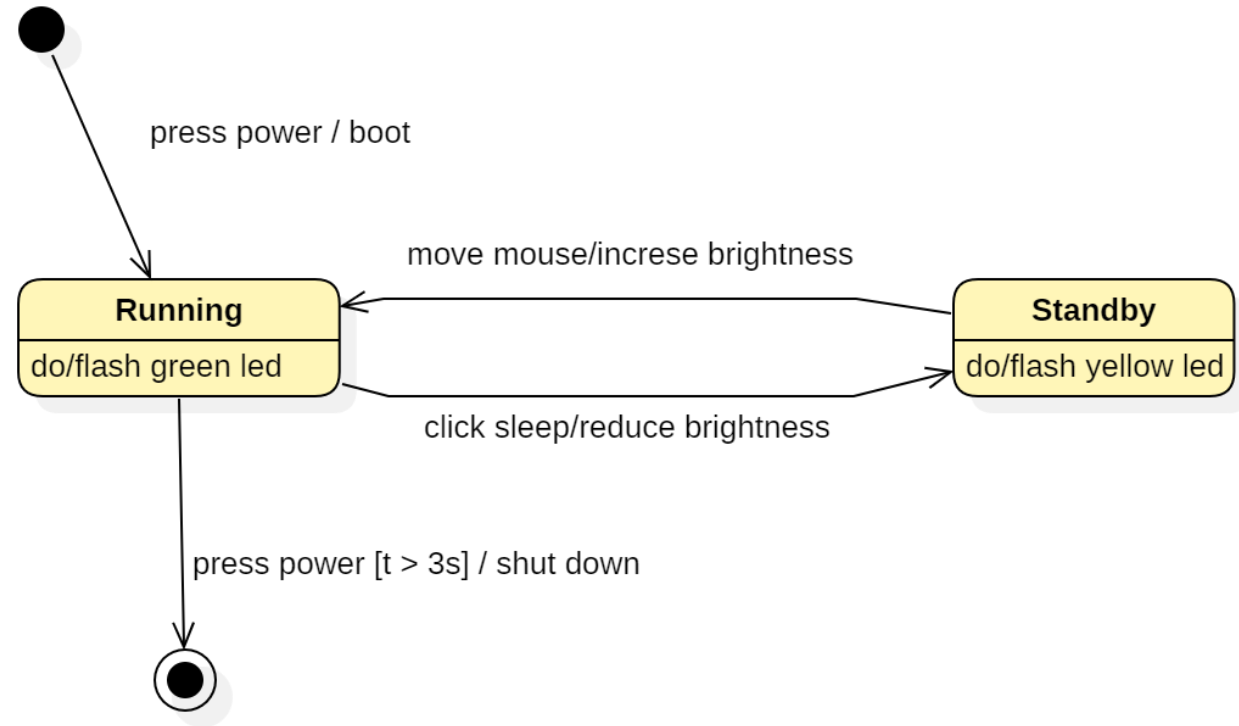 press power / boot
move mouse/increse brightness
Running
Standby
do/flash green led
do/flash yellow led
click sleep/reduce brightness
press power [t > 3s] / shut down